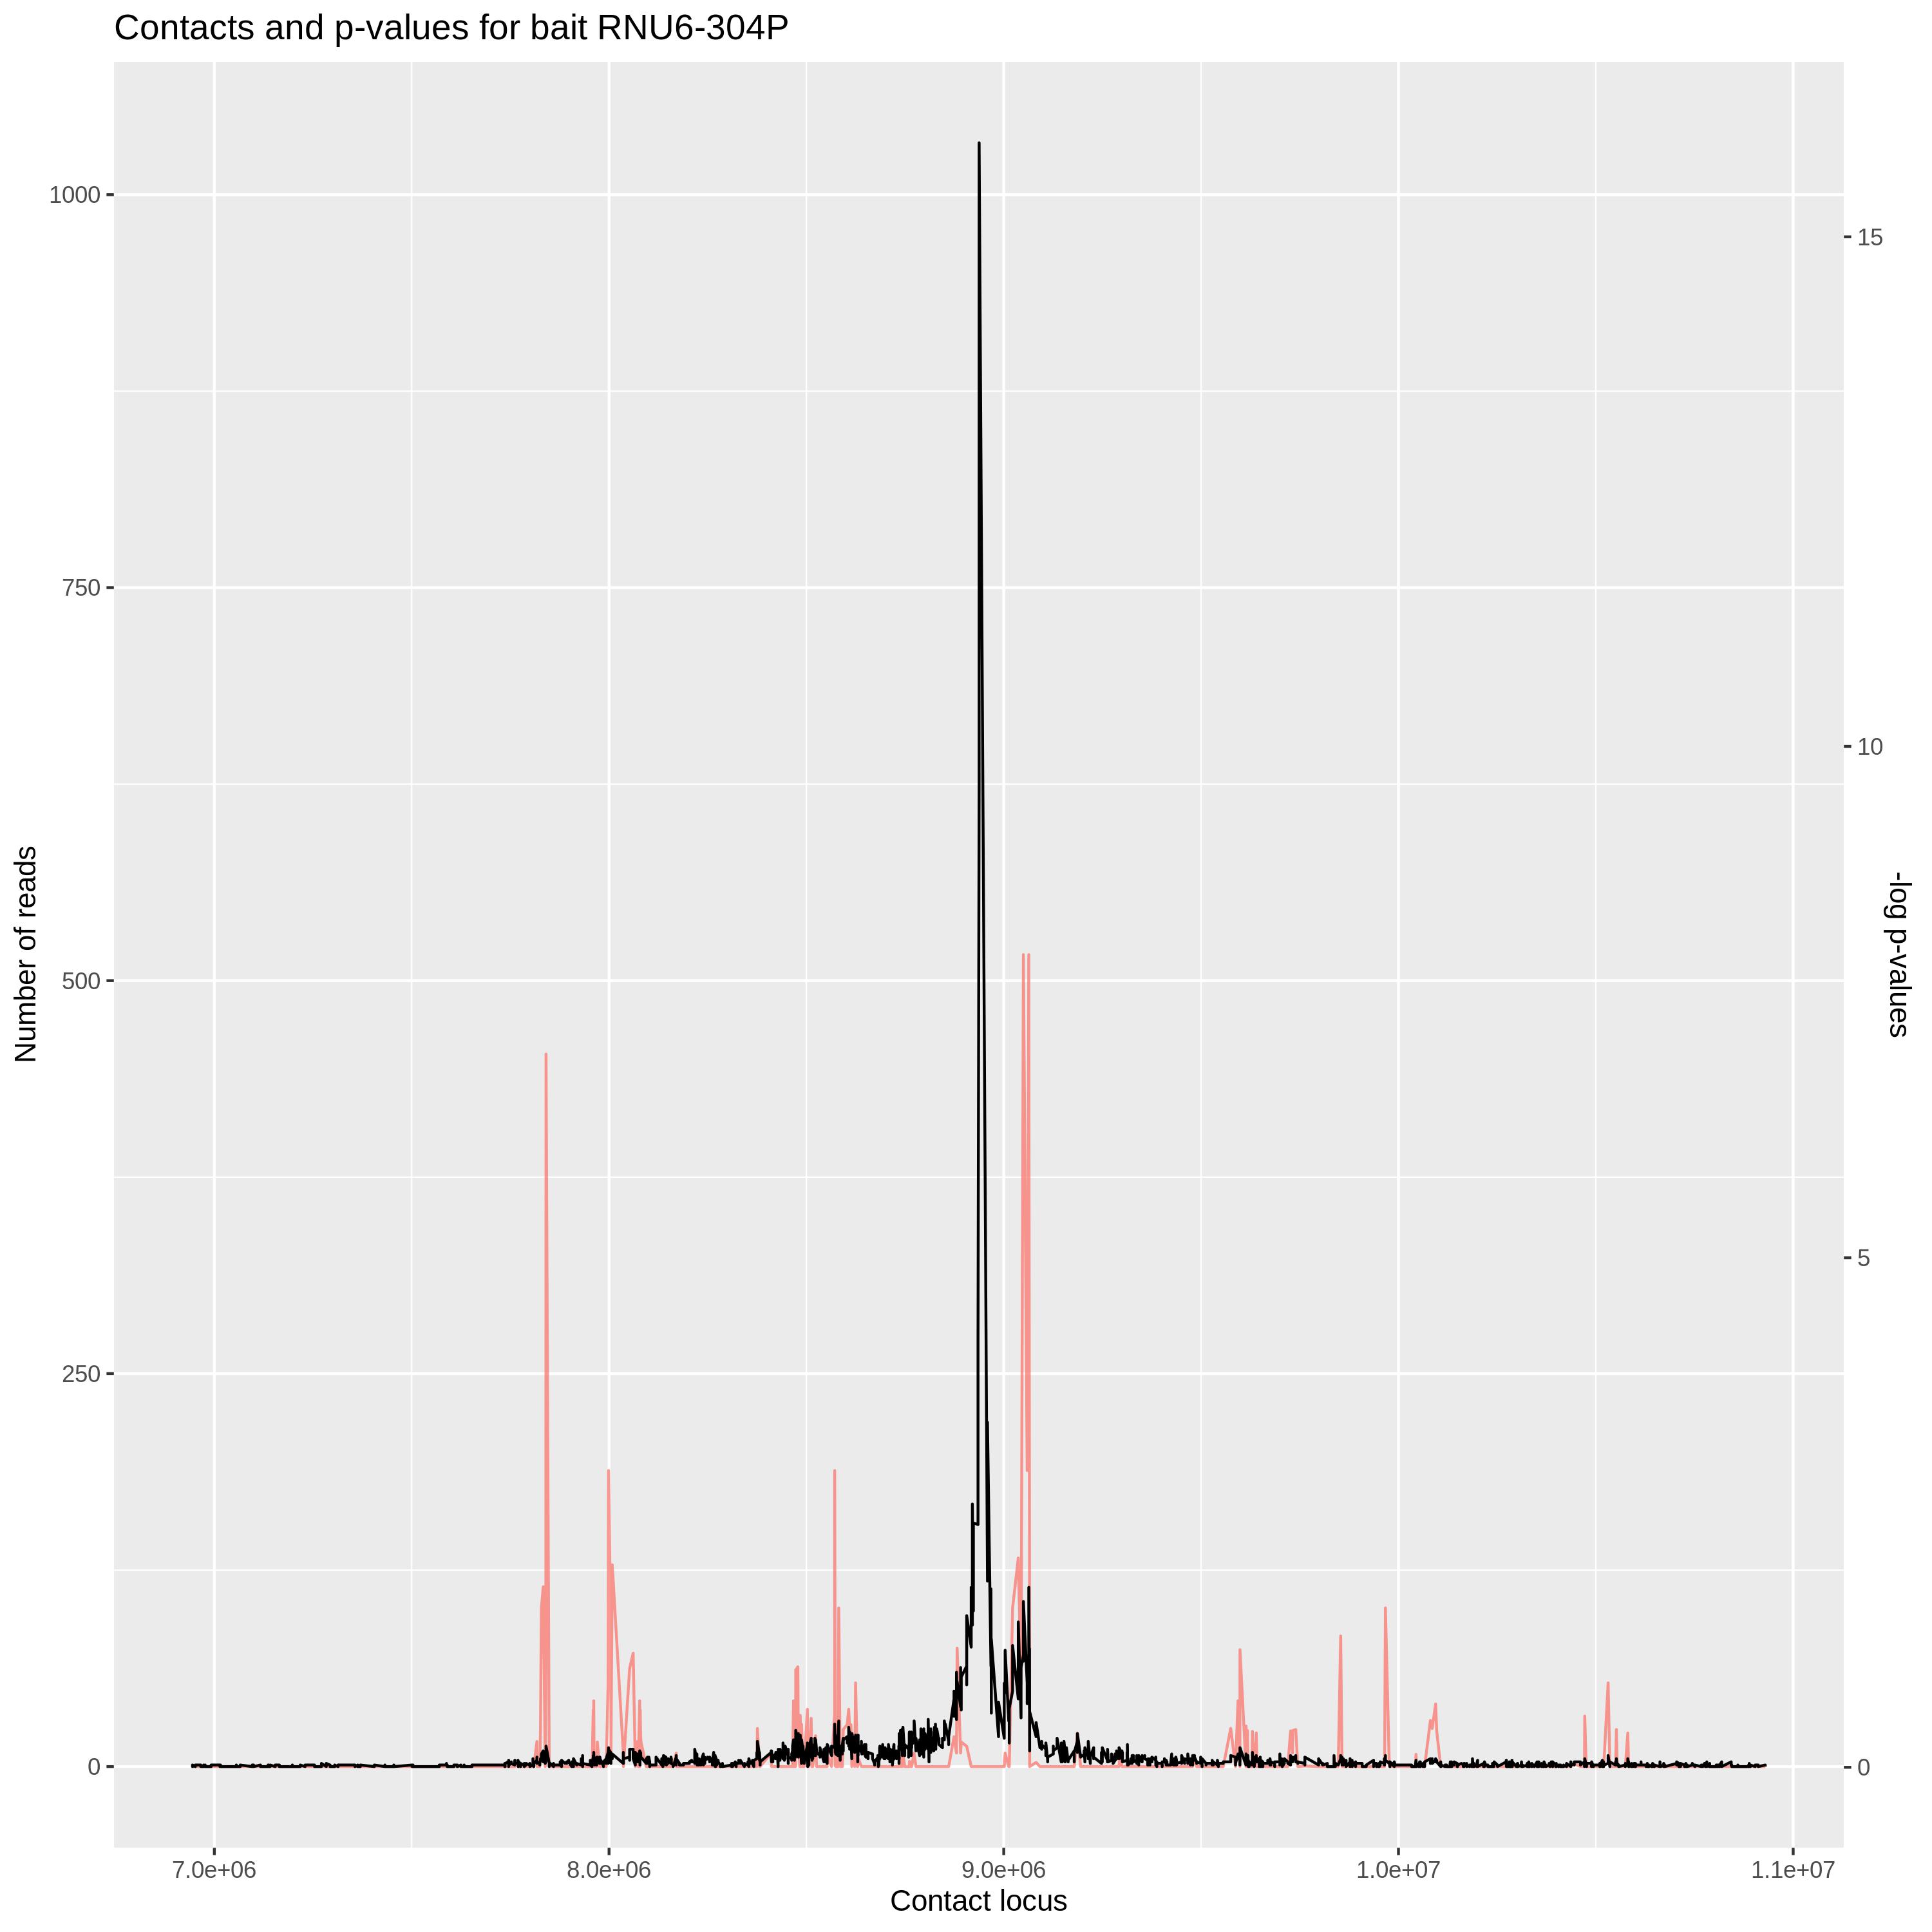 Contacts and p-values for bait RNU6-304P
1000
750
500
250
0
Number of reads
15
10
5
0
-log p-values
7.0e+06
8.0e+06
9.0e+06
1.0e+07
1.1e+07
Contact locus